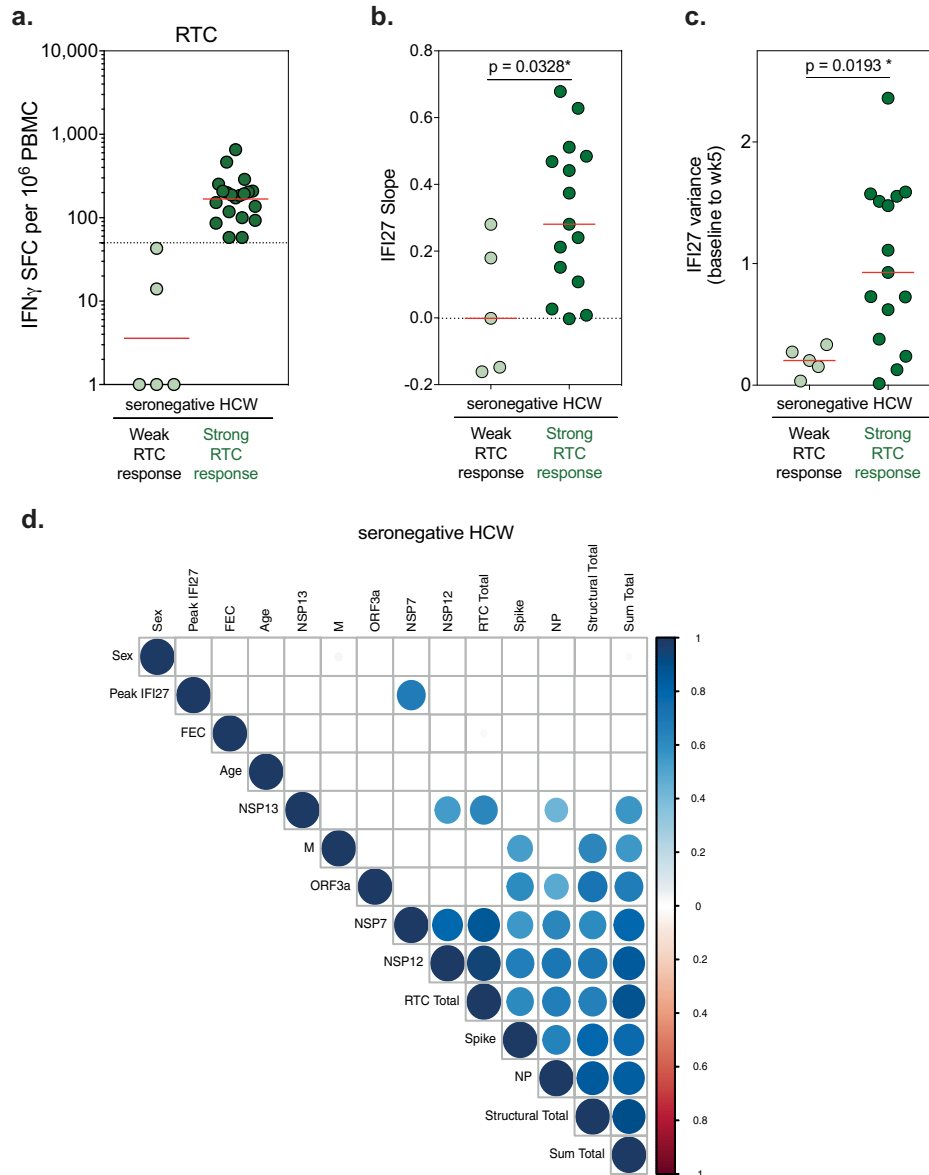 a.
RTC
10,000
1,000
100
10
1
IFNγ SFC per 10⁶ PBMC
seronegative HCW
Weak RTC response
Strong RTC response
b.
p = 0.0328*
0.8
0.6
0.4
0.2
0.0
-0.2
IFI27 Slope
seronegative HCW
Weak RTC response
Strong RTC response
c.
p = 0.0193 *
2
1
0
IFI27 variance
(baseline to wk5)
seronegative HCW
Weak RTC response
Strong RTC response
d.
seronegative HCW
Sex
Peak IFI27
FEC
Age
NSP13
M
ORF3a
NSP7
NSP12
RTC Total
Spike
NP
Structural Total
Sum Total
Sex
Peak IFI27
FEC
Age
NSP13
M
ORF3a
NSP7
NSP12
RTC Total
Spike
NP
Structural Total
Sum Total
1
0.8
0.6
0.4
0.2
0
0.2
0.4
0.6
0.8
1